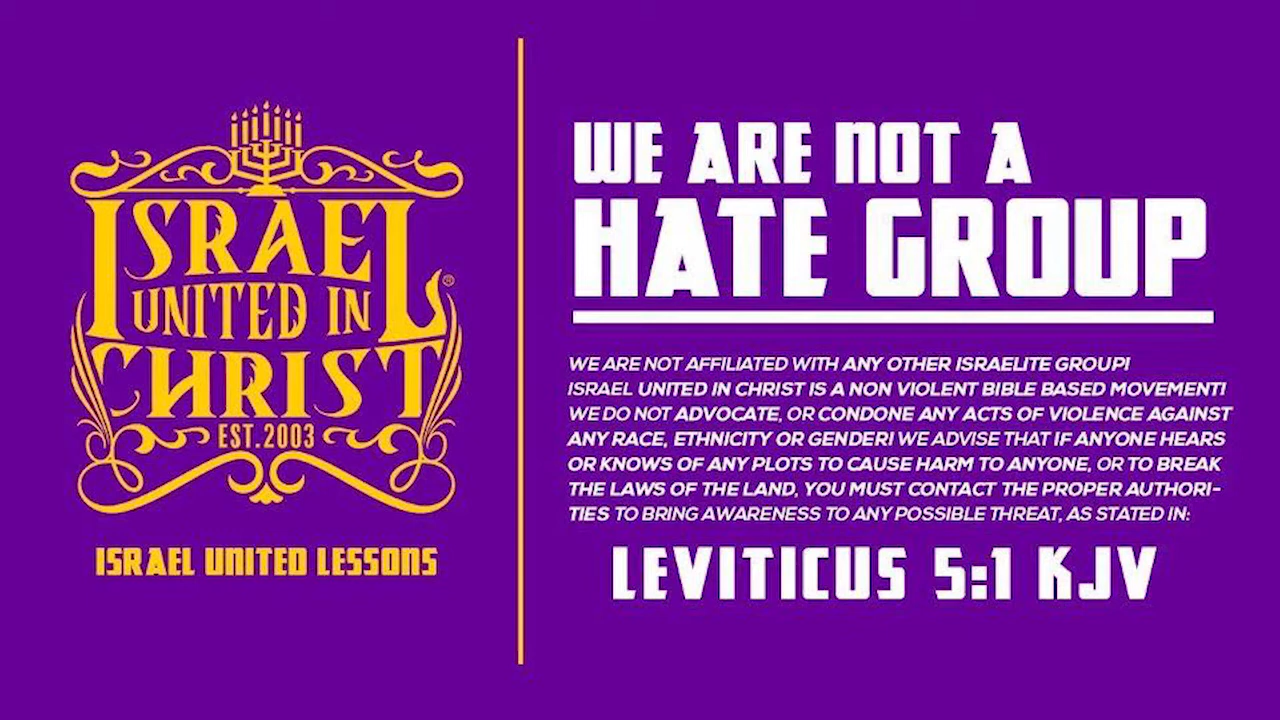 ISRAEL
UNITED IN
CHRIST
®
EST. 2003
ISRAEL UNITED LESSONS
WE ARE NOT A
HATE GROUP
WE ARE NOT AFFILIATED WITH ANY OTHER ISRAELITE GROUP!
ISRAEL UNITED IN CHRIST IS A NON VIOLENT BIBLE BASED MOVEMENT!
WE DO NOT ADVOCATE, OR CONDONE ANY ACTS OF VIOLENCE AGAINST
ANY RACE, ETHNICITY OR GENDER! WE ADVISE THAT IF ANYONE HEARS
OR KNOWS OF ANY PLOTS TO CAUSE HARM TO ANYONE, OR TO BREAK
THE LAWS OF THE LAND, YOU MUST CONTACT THE PROPER AUTHORI-
TIES TO BRING AWARENESS TO ANY POSSIBLE THREAT, AS STATED IN:
LEVITICUS 5:1 KJV